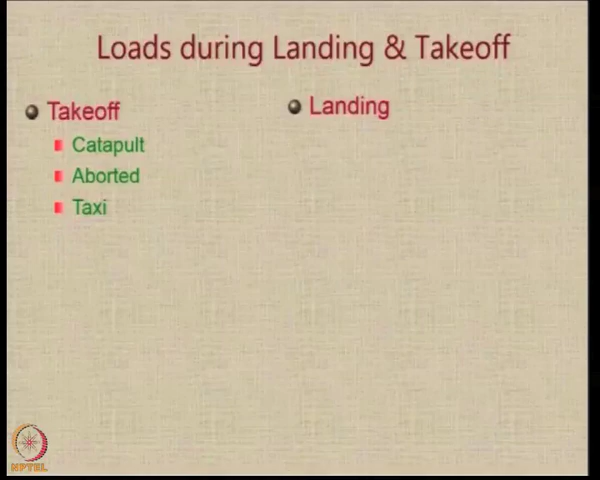 Loads during Landing & Takeoff
Takeoff
Catapult
Aborted
Taxi
Landing
NPTEL